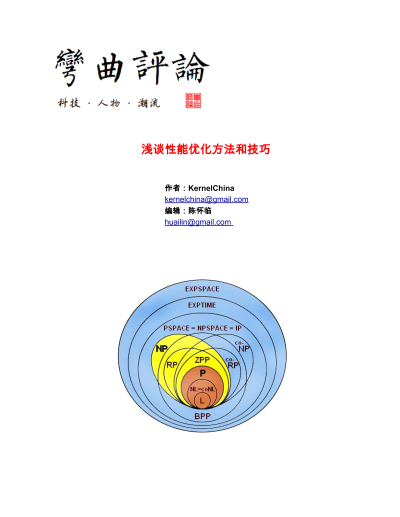 彎曲評論
科技 · 人物 · 潮流
浅谈性能优化方法和技巧
作者：KernelChina
kernelchina@gmail.com
编辑：陈怀临
huailin@gmail.com
EXPSPACE
EXPTIME
PSPACE = NPSPACE = IP
NP
co-
NP
RP
ZPP
co-
RP
P
NL=coNL
L
BPP